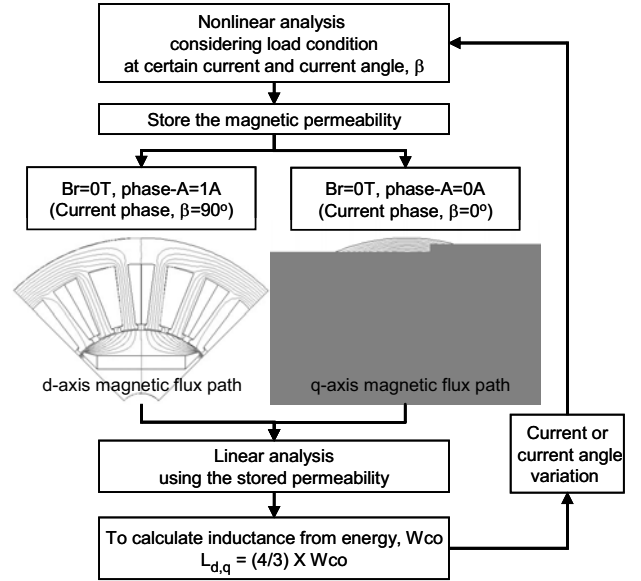 Nonlinear analysis
considering load condition
at certain current and current angle, β
Store the magnetic permeability
Br=0T, phase-A=1A
(Current phase, β=90º)
Br=0T, phase-A=0A
(Current phase, β=0º)
d-axis magnetic flux path
q-axis magnetic flux path
Linear analysis
using the stored permeability
Current or
current angle
variation
To calculate inductance from energy, Wco
L d,q = (4/3) X Wco